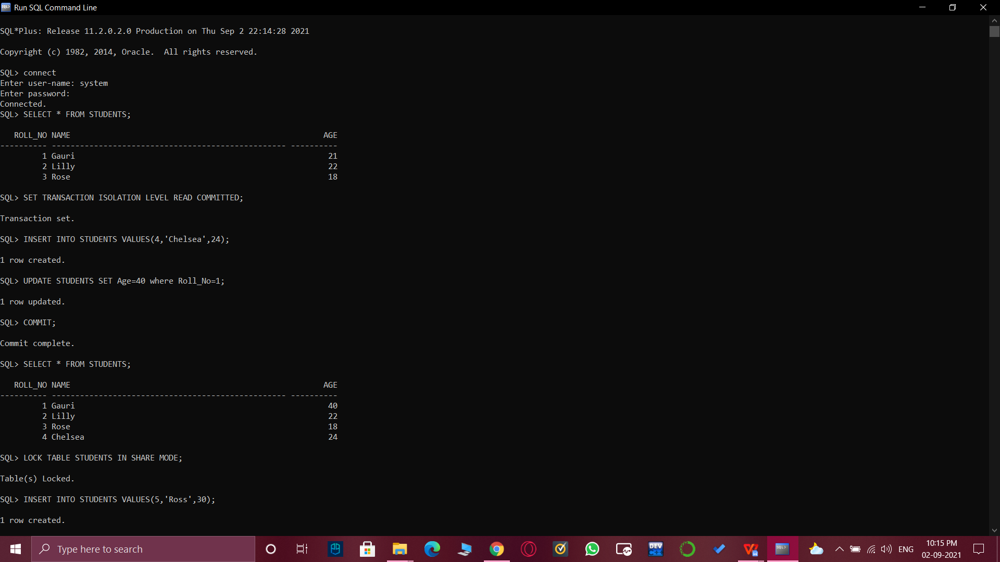 Run SQL Command Line
SQL*Plus: Release 11.2.0.2.0 Production on Thu Sep 2 22:14:28 2021
Copyright (c) 1982, 2014, Oracle.  All rights reserved.
SQL> connect
Enter user-name: system
Enter password:
Connected.
SQL> SELECT * FROM STUDENTS;
   ROLL_NO NAME                                                      AGE
---------- -------------------------------------------------- ----------
         1 Gauri                                                      21
         2 Lilly                                                      22
         3 Rose                                                       18
SQL> SET TRANSACTION ISOLATION LEVEL READ COMMITTED;
Transaction set.
SQL> INSERT INTO STUDENTS VALUES(4,'Chelsea',24);
1 row created.
SQL> UPDATE STUDENTS SET Age=40 where Roll_No=1;
1 row updated.
SQL> COMMIT;
Commit complete.
SQL> SELECT * FROM STUDENTS;
   ROLL_NO NAME                                                      AGE
---------- -------------------------------------------------- ----------
         1 Gauri                                                      40
         2 Lilly                                                      22
         3 Rose                                                       18
         4 Chelsea                                                    24
SQL> LOCK TABLE STUDENTS IN SHARE MODE;
Table(s) Locked.
SQL> INSERT INTO STUDENTS VALUES(5,'Ross',30);
1 row created.
Type here to search
DEV
ENG
10:15 PM
02-09-2021